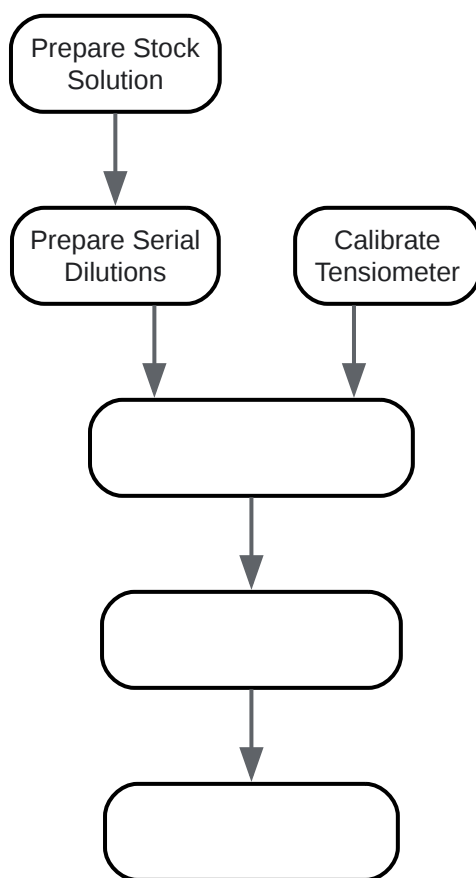 Prepare Stock
Solution
Prepare Serial
Dilutions
Calibrate
Tensiometer